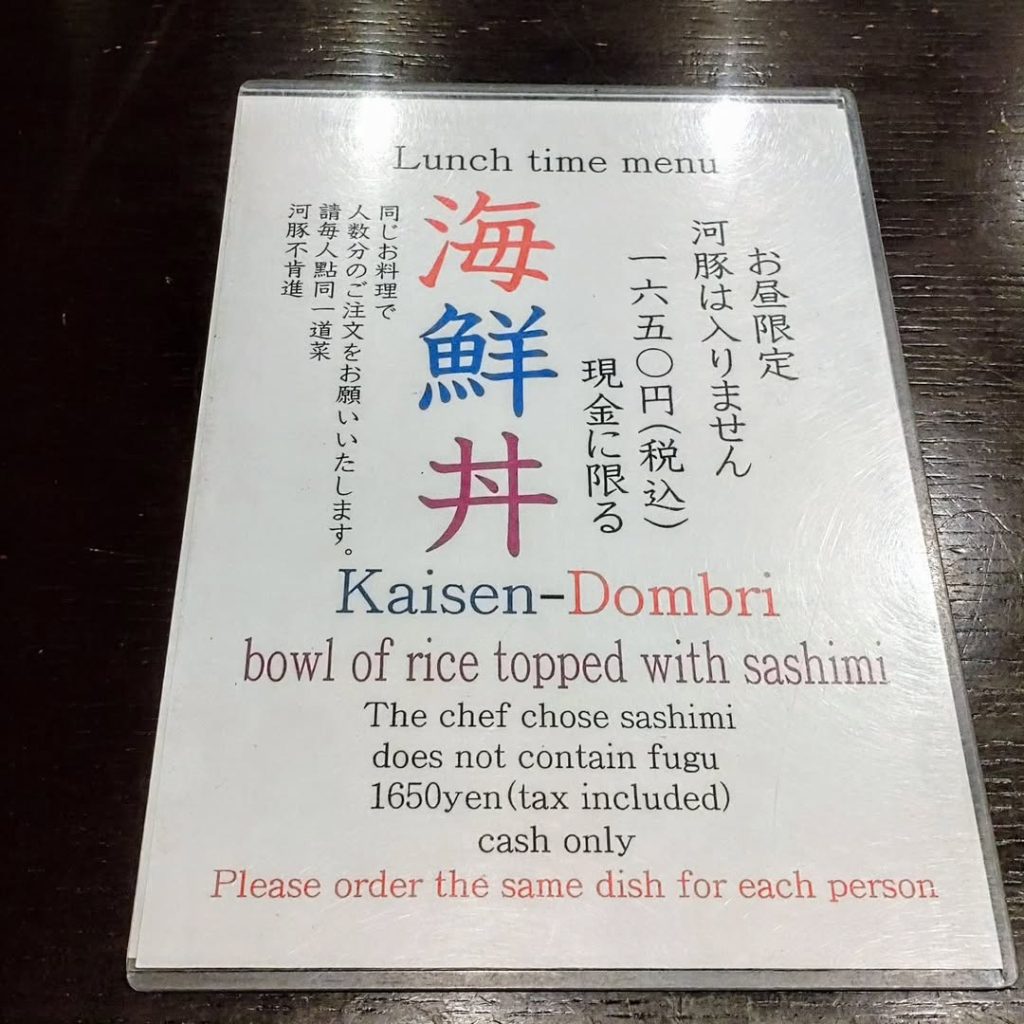 Lunch time menu
お昼限定
河豚は入りません
一六五〇円(税込)
現金に限る
海鮮丼
同じお料理で
人数分のご注文をお願いいたします。
請毎人點同一道菜
河豚不肯進
Kaisen-Dombri
bowl of rice topped with sashimi
The chef chose sashimi
does not contain fugu
1650yen(tax included)
cash only
Please order the same dish for each person